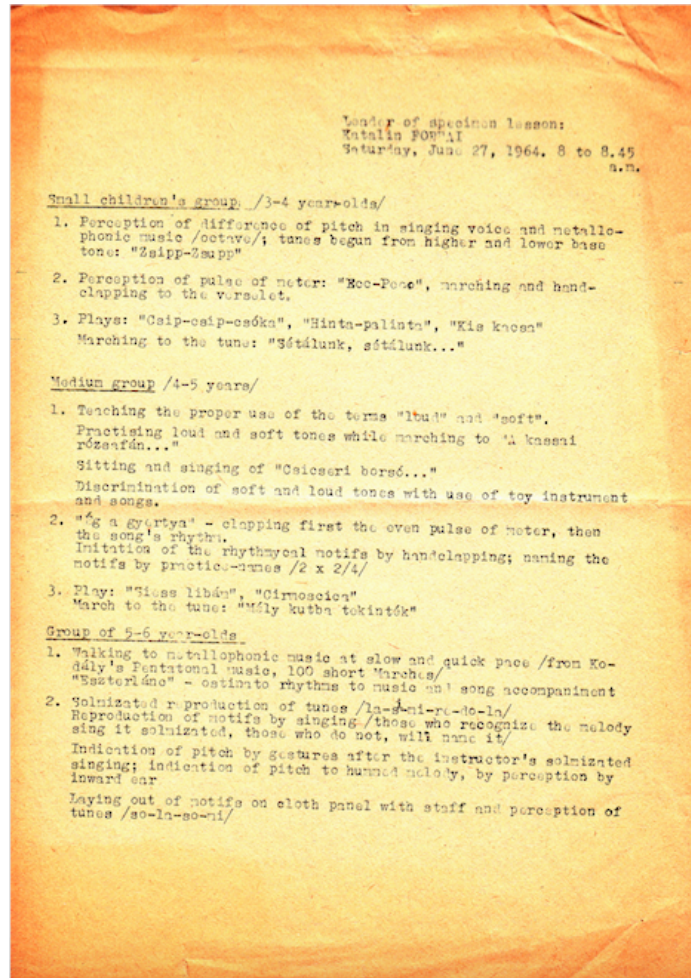 Leader of specimen lesson:
Katalin FORRAI
Saturday, June 27, 1964. 8 to 8.45
a.m.
Small children's group /3-4 year-olds/
1. Perception of difference of pitch in singing voice and metallo-
phonic music /octave/; tunes begun from higher and lower base
tone: "Zsipp-Zsupp"
2. Perception of pulse of meter: "Ecc-Pecc", marching and hand-
clapping to the verselet.
3. Plays: "Csip-csip-csóka", "Hinta-palinta", "Kis kacsa"
Marching to the tune: "Sétálunk, sétálunk..."
Medium group /4-5 years/
1. Teaching the proper use of the terms "loud" and "soft".
Practising loud and soft tones while marching to "A kassai
rózsafán..."
Sitting and singing of "Csicseri borsó..."
Discrimination of soft and loud tones with use of toy instrument
and songs.
2. "Ég a gyertya" - clapping first the even pulse of meter, then
the song's rhythm.
Imitation of the rhythmycal motifs by handclapping; naming the
motifs by practice-names /2 x 2/4/
3. Play: "Siess libám", "Cirmoscica"
March to the tune: "Mély kutba tekinték"
Group of 5-6 year-olds
1. Walking to metallophonic music at slow and quick pace /from Ko-
dály's Pentatonal music, 100 short Marches/
"Eszterlánc" - ostinato rhythms to music and song accompaniment
2. Solmizated reproduction of tunes /la-s-mi-re-do-la/
Reproduction of motifs by singing /those who recognize the melody
sing it solmizated, those who do not, will name it/
Indication of pitch by gestures after the instructor's solmizated
singing; indication of pitch to hummed melody, by perception by
inward ear
Laying out of motifs on cloth panel with staff and perception of
tunes /so-la-so-mi/